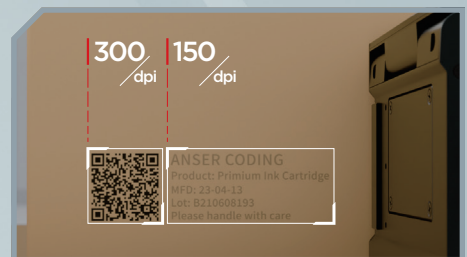 300/dpi 150/dpi
ANSER CODING
Product: Primium Ink Cartridge
MFD: 23-04-13
Lot: B210608193
Please handle with care